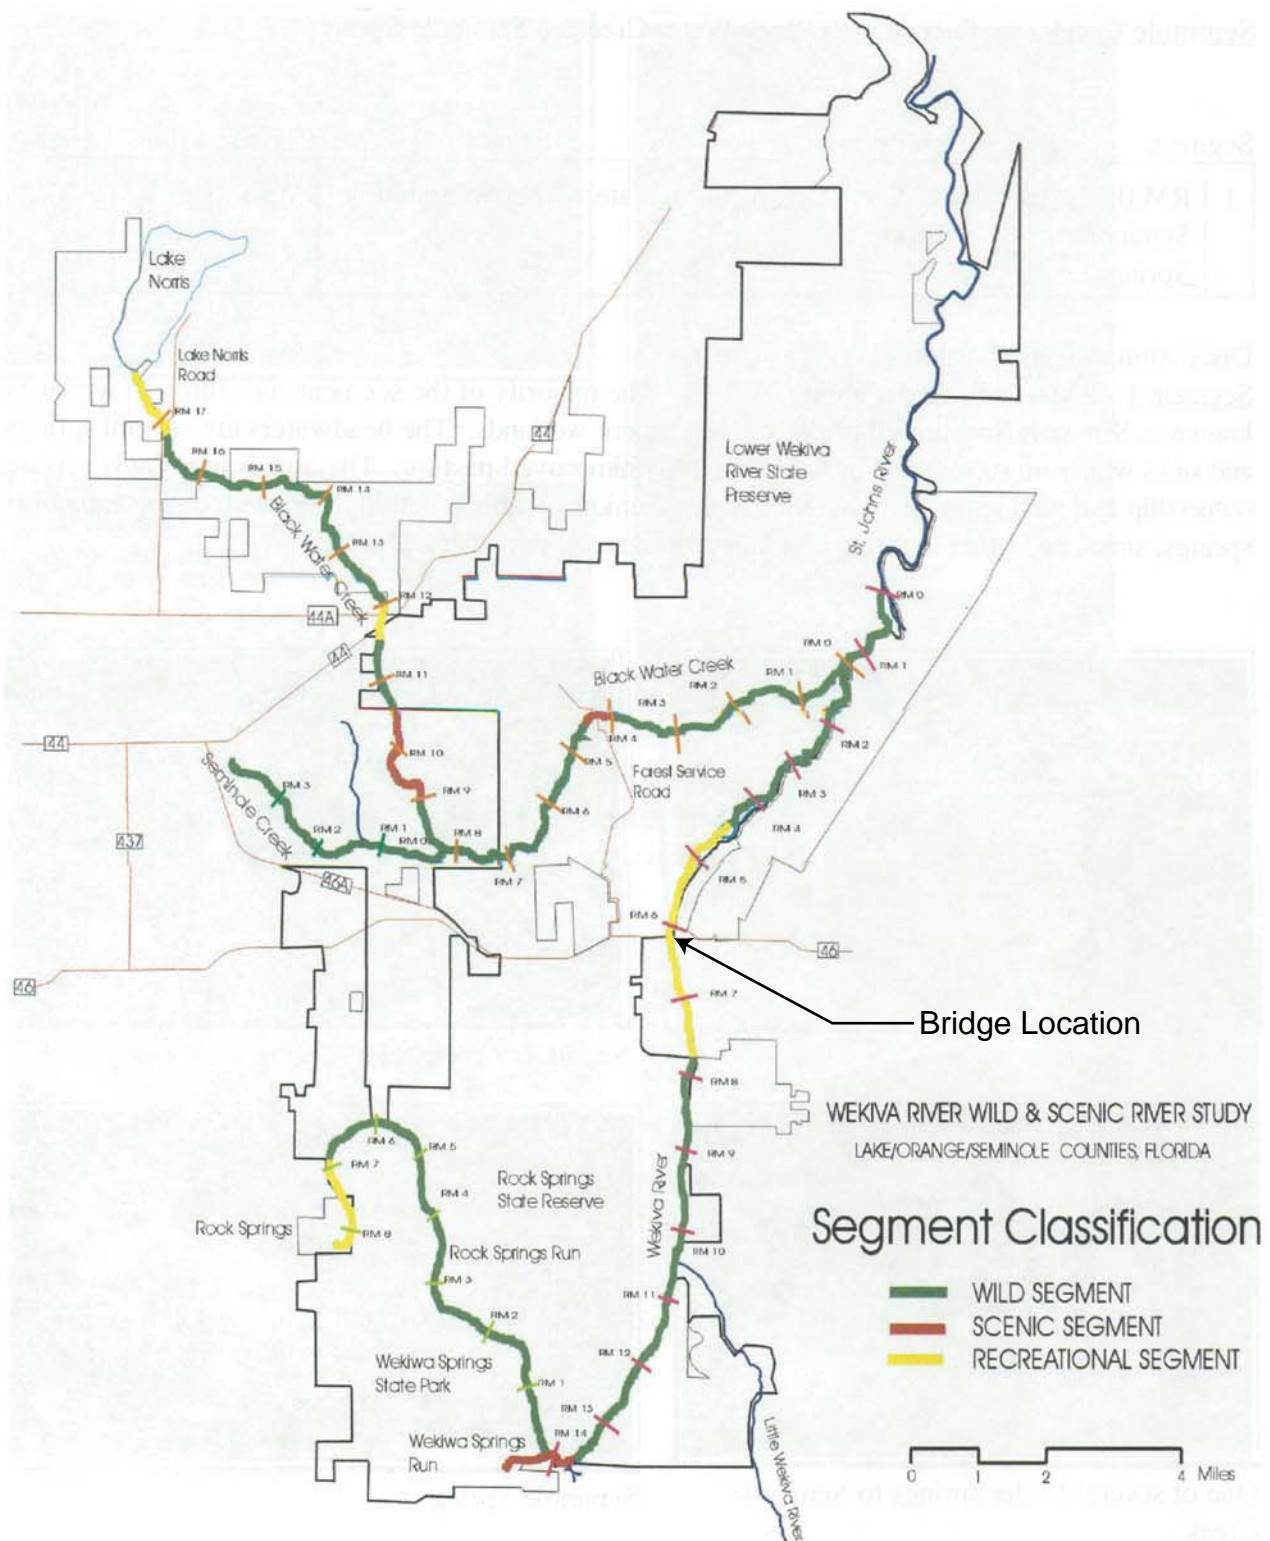 Lake
Norris
Lake Norris
Road
RM 17
RM 16
RM 15
RM 14
RM 13
Black Water Creek
RM 12
44A
44
44
RM 11
Lower Wekiva
River State
Preserve
St. Johns River
RM 0
RM 0
RM 1
RM 1
Black Water Creek
RM 2
RM 3
RM 4
RM 2
RM 5
Forest Service
Road
RM 3
RM 6
RM 4
44
Seminole Creek
RM 10
RM 9
RM 3
RM 2
RM 1
RM 0
RM 8
RM 7
437
46A
RM 5
RM 6
46
46
RM 7
Bridge Location
RM 8
WEKIVA RIVER WILD & SCENIC RIVER STUDY
LAKE/ORANGE/SEMINOLE COUNTIES, FLORIDA
RM 6
RM 5
RM 7
RM 4
Rock Springs
State Reserve
RM 9
Wekiva River
Rock Springs
RM 8
Rock Springs Run
RM 10
Segment Classification
RM 3
RM 11
WILD SEGMENT
SCENIC SEGMENT
RECREATIONAL SEGMENT
RM 2
RM 12
Wekiwa Springs
State Park
RM 1
RM 13
RM 14
Wekiwa Springs
Run
Little Wekiva River
0 1 2 4 Miles